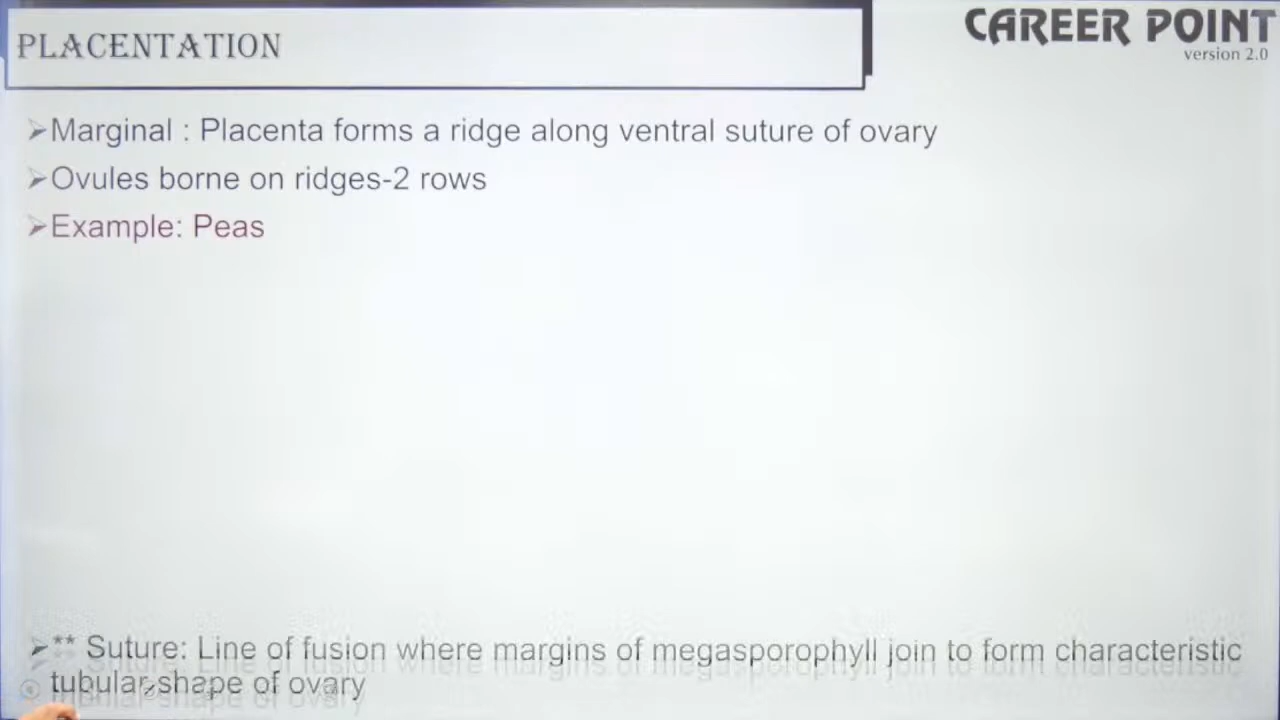 PLACENTATION
CAREER POINT
version 2.0
➢Marginal : Placenta forms a ridge along ventral suture of ovary
➢Ovules borne on ridges-2 rows
➢Example: Peas
➢** Suture: Line of fusion where margins of megasporophyll join to form characteristic
tubular shape of ovary